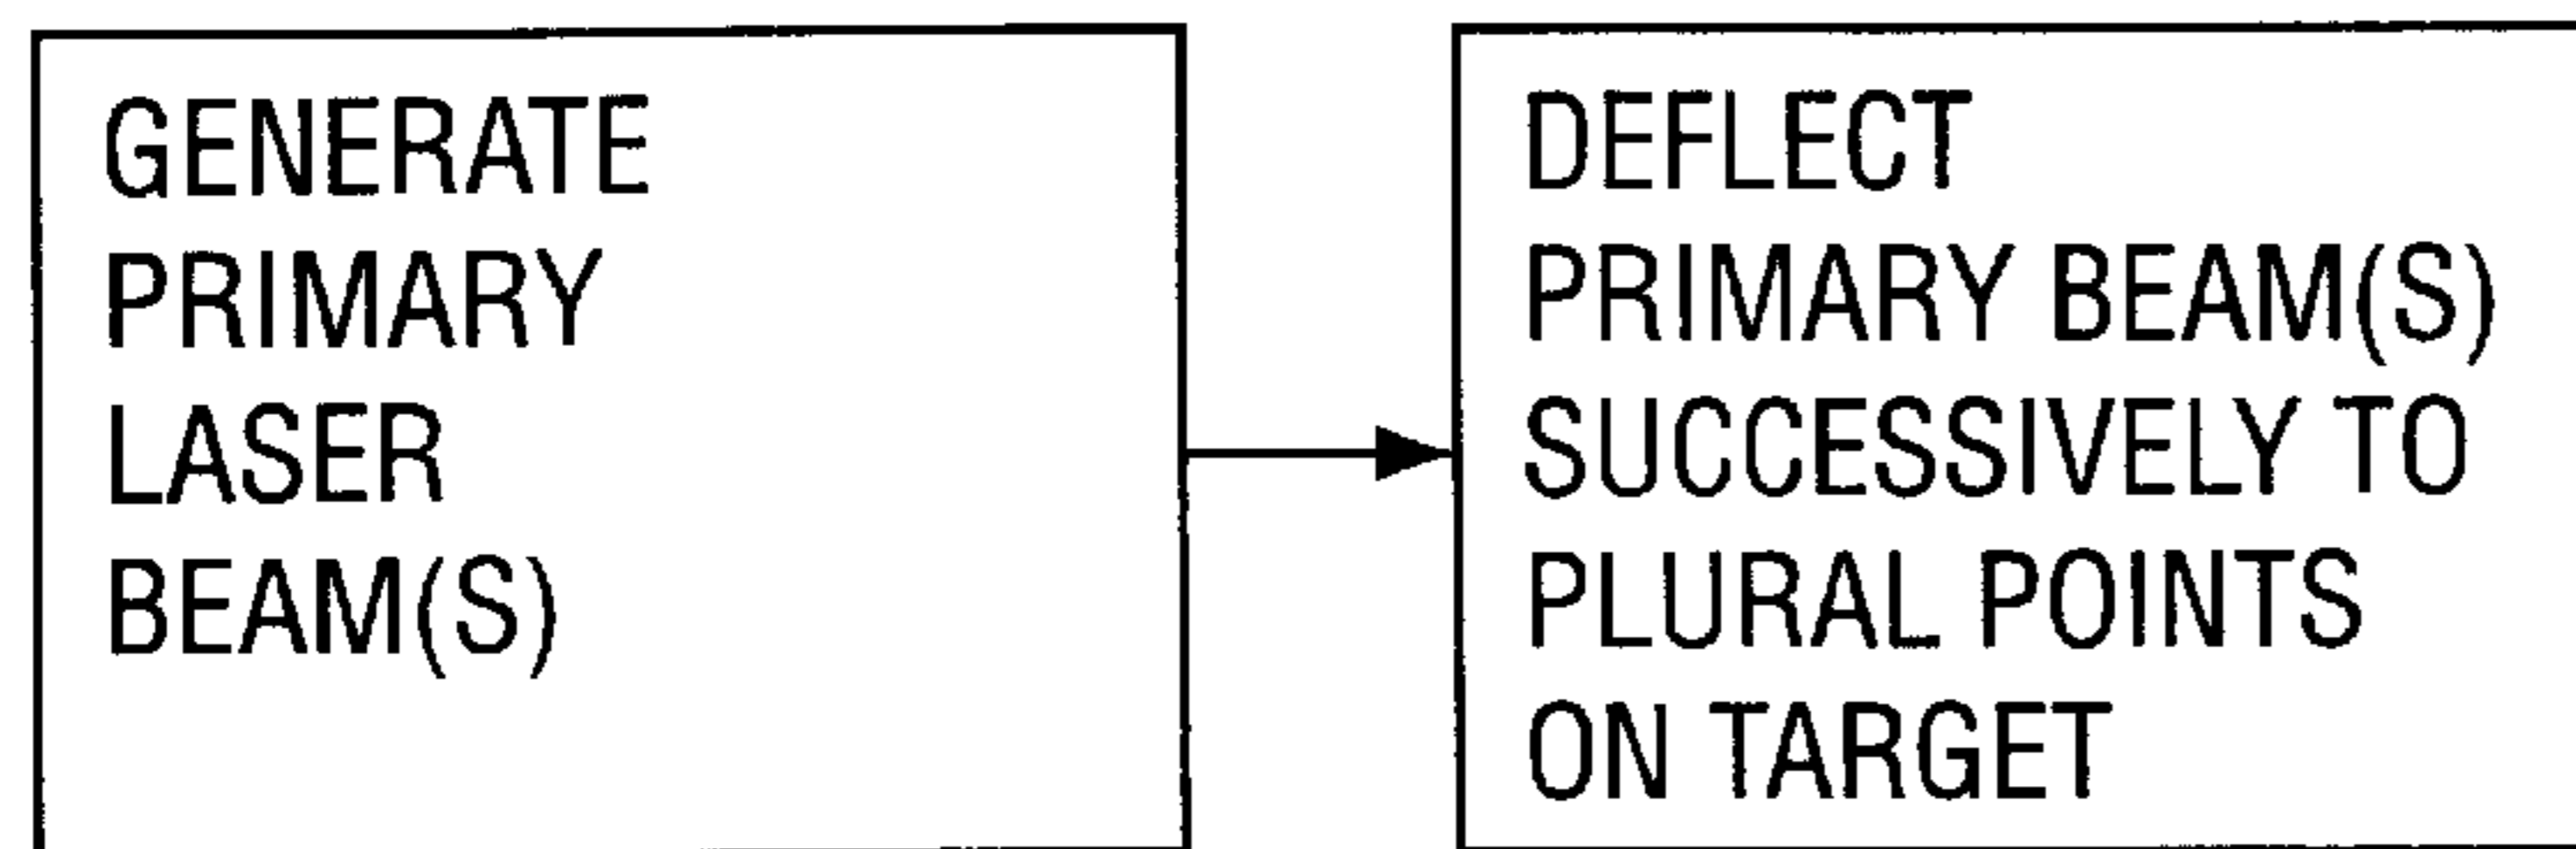 GENERATE
PRIMARY
LASER
BEAM(S)
DEFLECT
PRIMARY BEAM(S)
SUCCESSIVELY TO
PLURAL POINTS
ON TARGET